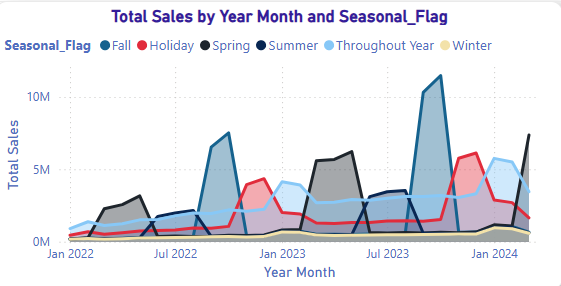 Total Sales by Year Month and Seasonal_Flag
Seasonal_Flag Fall Holiday Spring Summer Throughout Year Winter
10M
5M
0M
Total Sales
Jan 2022 Jul 2022 Jan 2023 Jul 2023 Jan 2024
Year Month